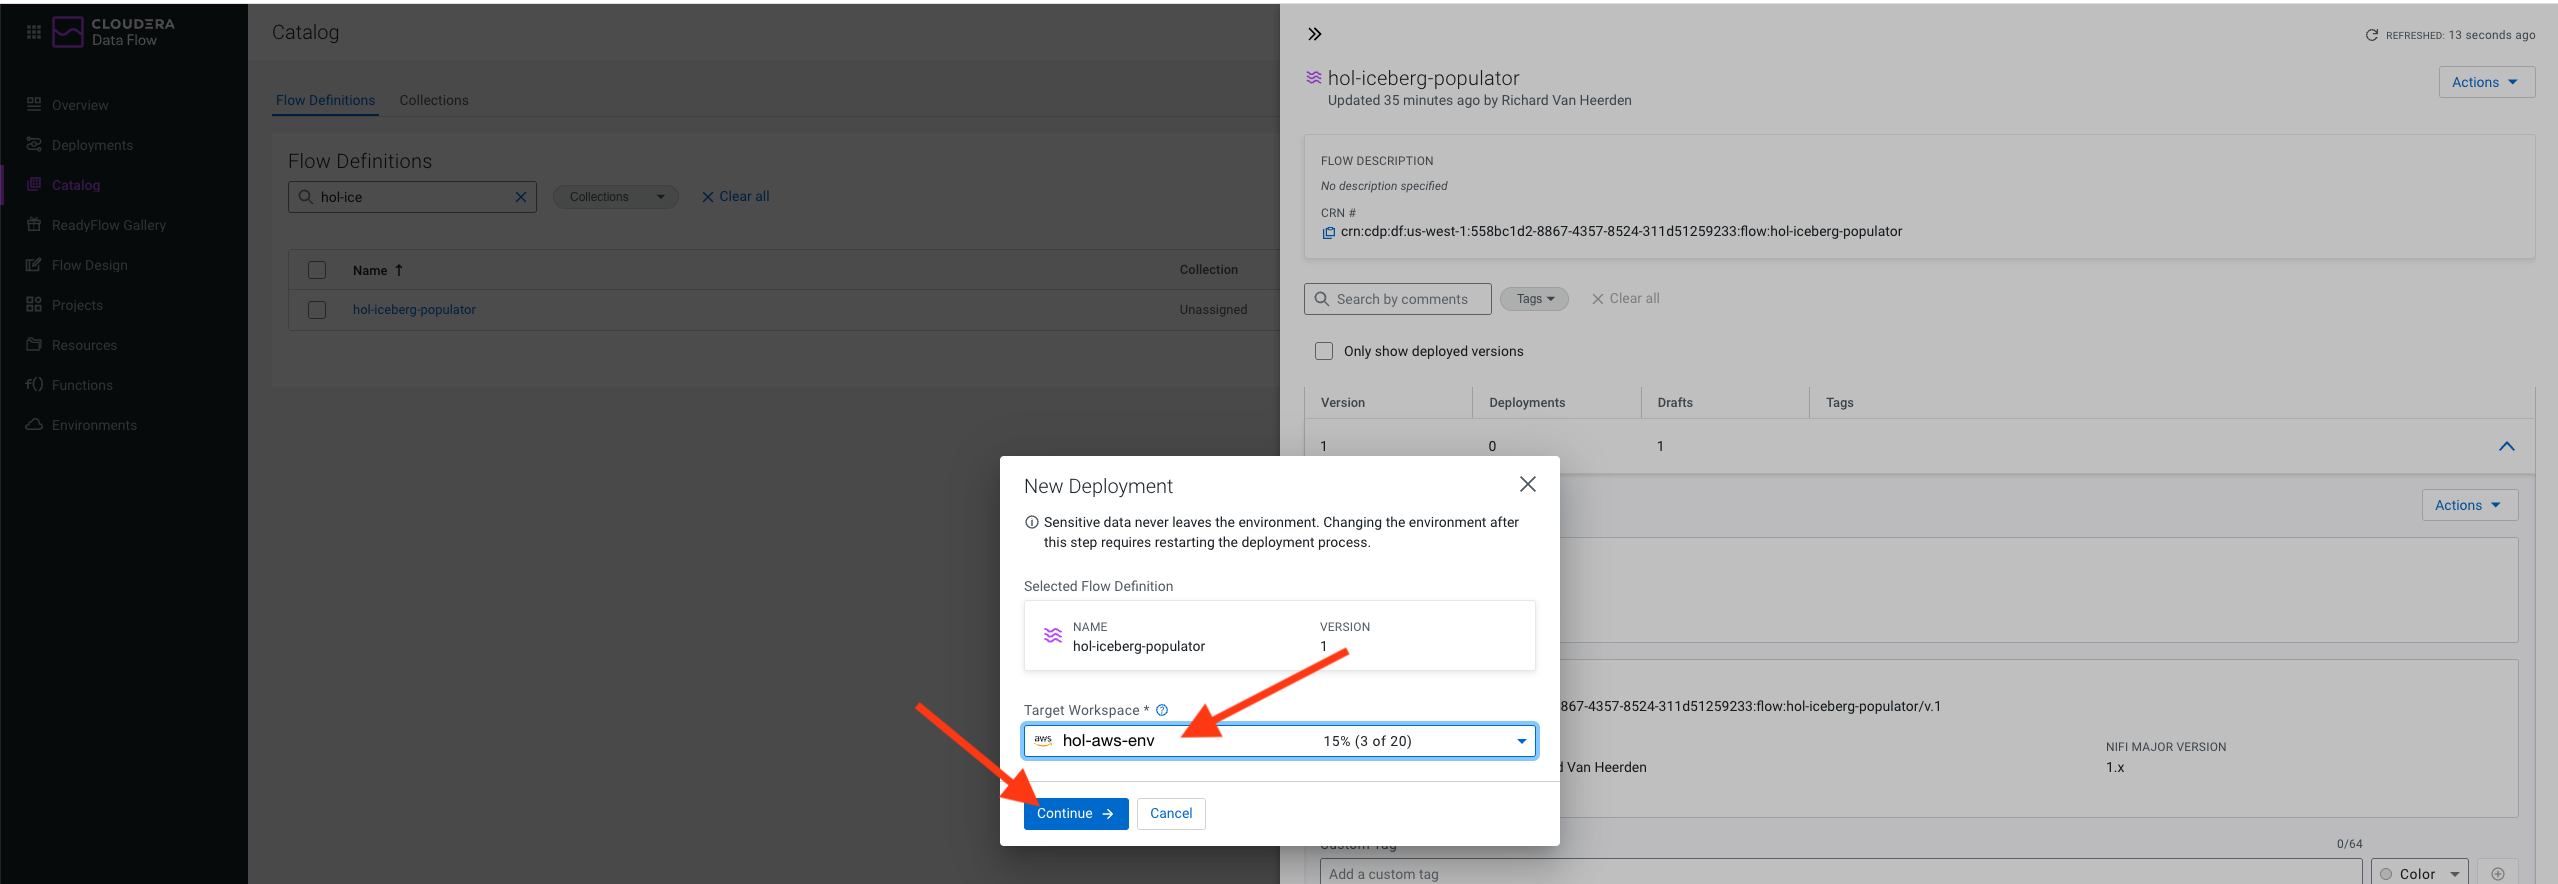 CLOUDERA
Data Flow
Overview
Deployments
Catalog
ReadyFlow Gallery
Flow Design
Projects
Resources
Functions
Environments
Catalog
Flow Definitions Collections
Flow Definitions
hol-ice Collections Clear all
Name Collection
hol-iceberg-populator Unassigned
REFRESHED: 13 seconds ago
hol-iceberg-populator
Updated 35 minutes ago by Richard Van Heerden
Actions
FLOW DESCRIPTION
No description specified
CRN #
crn:cdp:df:us-west-1:558bc1d2-8867-4357-8524-311d51259233:flow:hol-iceberg-populator
Search by comments Tags Clear all
Only show deployed versions
Version Deployments Drafts Tags
1 0 1
Actions
867-4357-8524-311d51259233:flow:hol-iceberg-populator/v.1
NIFI MAJOR VERSION
d Van Heerden 1.x
Custom Tag 0/64
Add a custom tag Color
New Deployment
Sensitive data never leaves the environment. Changing the environment after
this step requires restarting the deployment process.
Selected Flow Definition
NAME VERSION
hol-iceberg-populator 1
Target Workspace *
aws hol-aws-env 15% (3 of 20)
Continue Cancel